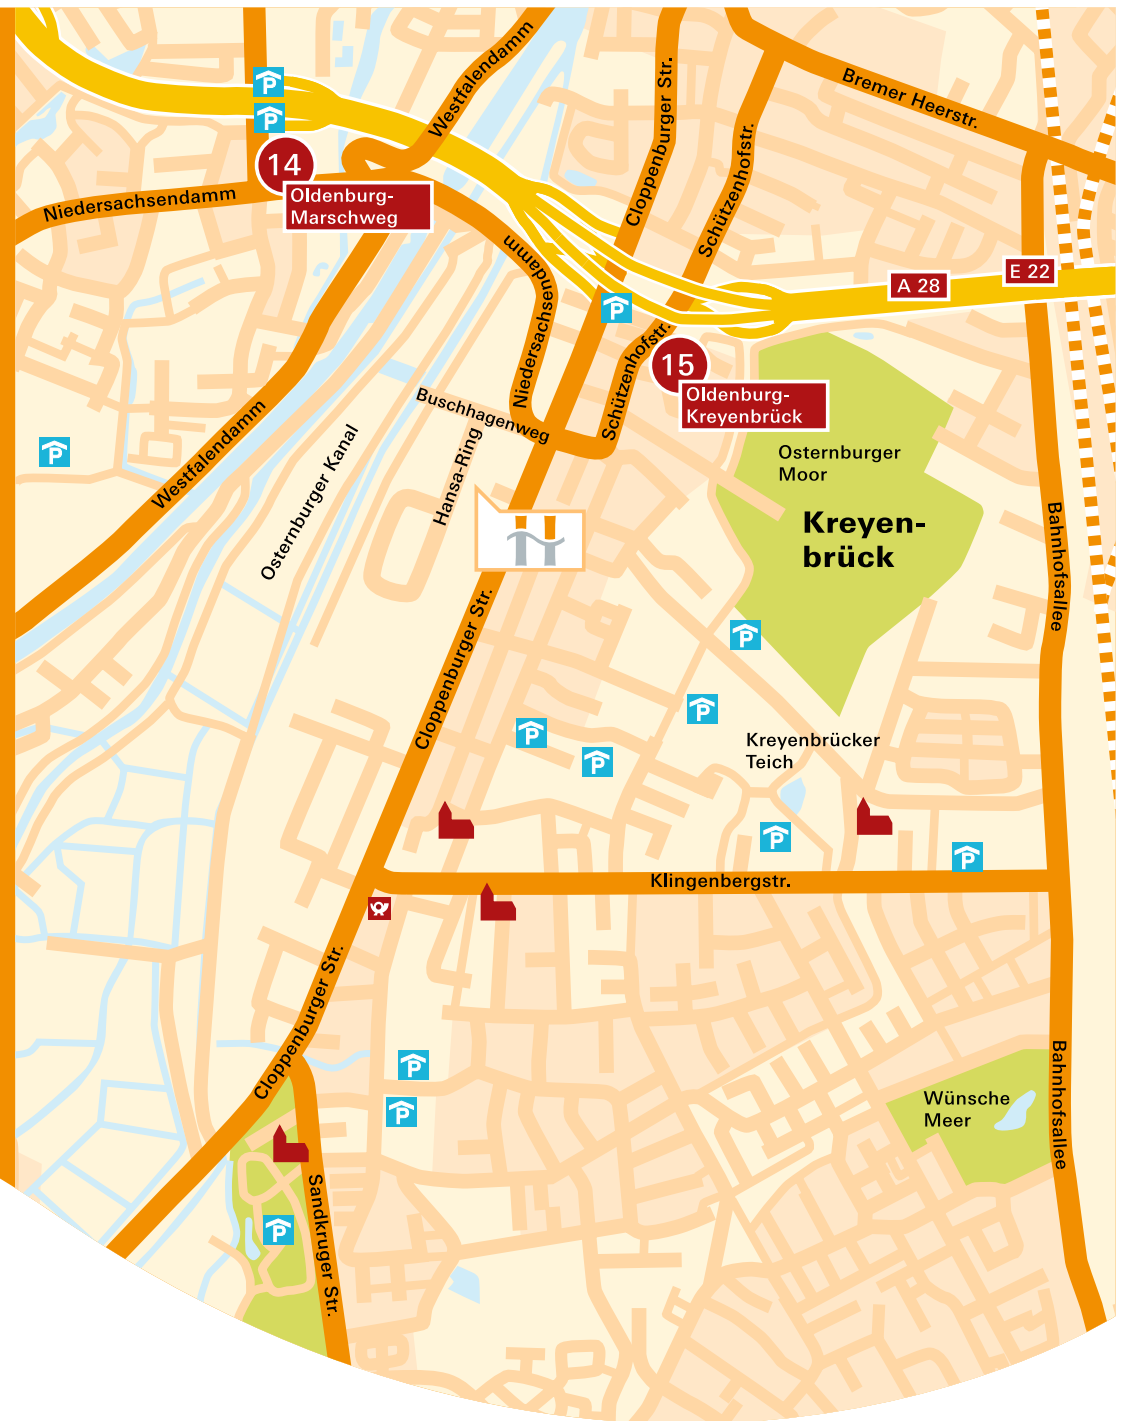 Westfalendamm
Cloppenburger Str.
Bremer Heerstr.
P
P
14
Oldenburg-
Marschweg
Niedersachsendamm
Schützenhofstr.
Niedersachsendamm
E 22
A 28
P
Schützenhofstr.
15
Oldenburg-
Kreyenbrück
Buschhagenweg
Westfalendamm
P
Osternburger Kanal
Hansa-Ring
Osternburger
Moor
Kreyen-
brück
Bahnhofsallee
Cloppenburger Str.
P
P
P
P
Kreyenbrücker
Teich
P
P
Klingenbergstr.
Cloppenburger Str.
P
P
Wünsche
Meer
Bahnhofsallee
Sandkruger Str.
P